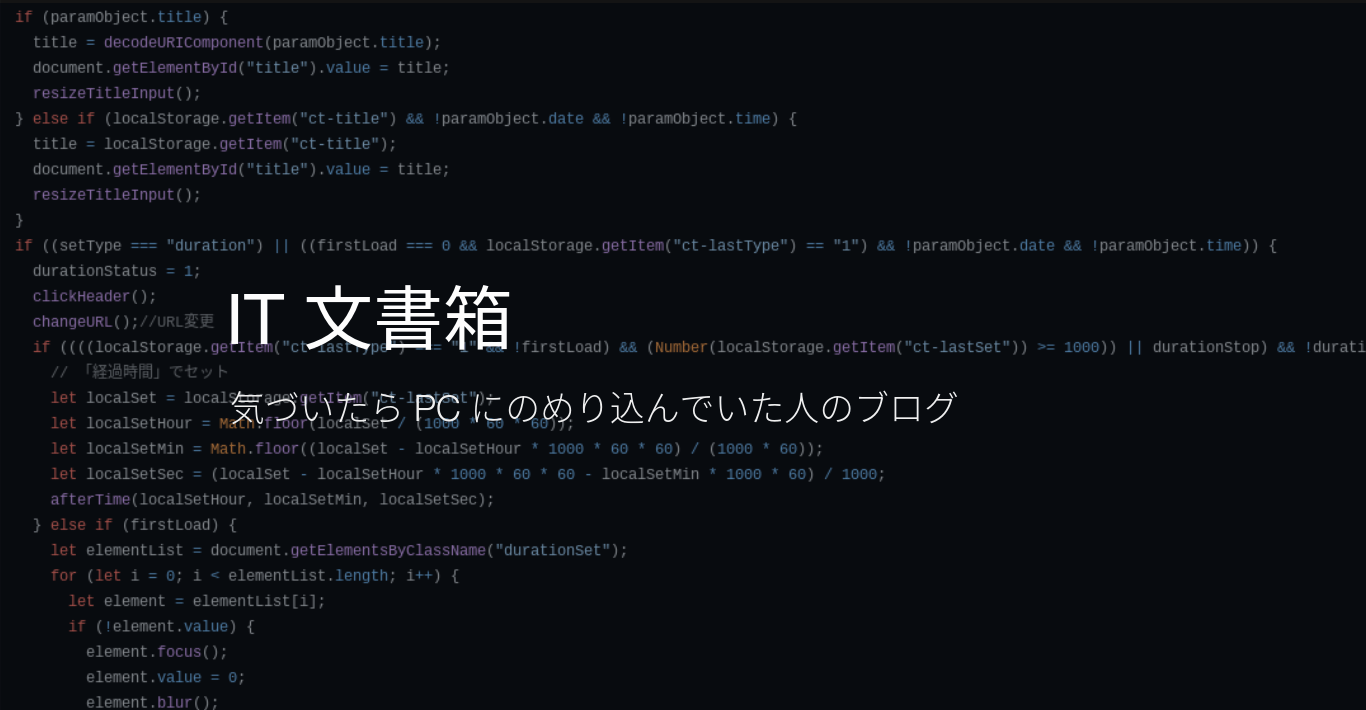 if (paramObject.title) {
title = decodeURIComponent(paramObject.title);
document.getElementById("title").value = title;
resizeTitleInput();
} else if (localStorage.getItem("ct-title") && !paramObject.date && !paramObject.time) {
title = localStorage.getItem("ct-title");
document.getElementById("title").value = title;
resizeTitleInput();
}
if ((setType === "duration") || ((firstLoad === 0 && localStorage.getItem("ct-lastType") == "1") && !paramObject.date && !paramObject.time)) {
durationStatus = 1;
clickHeader();
changeURL();//URL変更
IT 文書箱
if ((((localStorage.getItem("ct-lastType") == "1" && !firstLoad) && (Number(localStorage.getItem("ct-lastSet")) >= 1000)) || durationStop) && !durati
// 「経過時間」でセット
let localSet = localStorage.getItem("ct-lastSet");
気づいたら PC にのめり込んでいた人のブログ
let localSetHour = Math.floor(localSet / (1000 * 60 * 60));
let localSetMin = Math.floor((localSet - localSetHour * 1000 * 60 * 60) / (1000 * 60));
let localSetSec = (localSet - localSetHour * 1000 * 60 * 60 - localSetMin * 1000 * 60) / 1000;
afterTime(localSetHour, localSetMin, localSetSec);
} else if (firstLoad) {
let elementList = document.getElementsByClassName("durationSet");
for (let i = 0; i < elementList.length; i++) {
let element = elementList[i];
if (!element.value) {
element.focus();
element.value = 0;
element.blur();